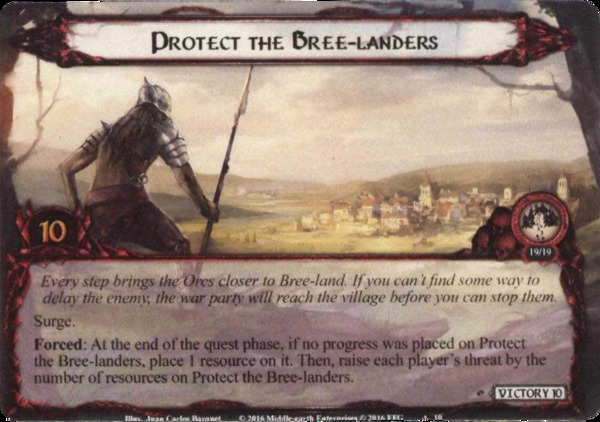 Protect the Bree-landers
10
19/19
Every step brings the Orcs closer to Bree-land. If you can't find some way to
delay the enemy, the war party will reach the village before you can stop them.
Surge.
Forced: At the end of the quest phase, if no progress was placed on Protect
the Bree-landers, place 1 resource on it. Then, raise each player's threat by the
number of resources on Protect the Bree-landers.
VICTORY 10
Illus. Juan Carlos Barquet © 2016 Middle-earth Enterprises © 2016 FFG 10